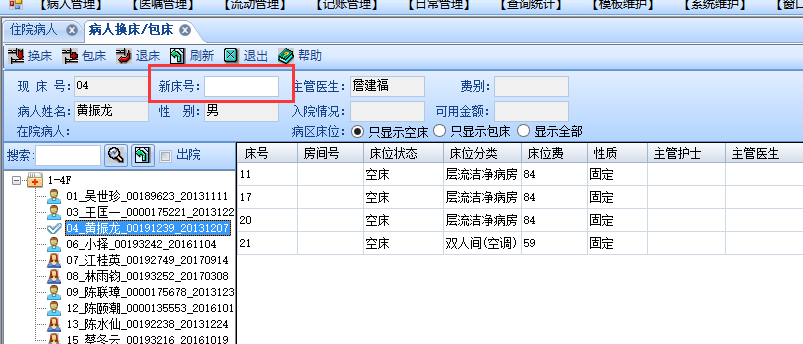 【病人管理】 【医嘱管理】 【流动管理】 【记账管理】 【日常管理】 【查询统计】 【模板维护】 【系统维护】 【窗口
住院病人 病人换床/包床
换床 包床 退床 刷新 退出 帮助
现 床 号: 04 新床号: 主管医生: 詹建福 费别:
病人姓名: 黄振龙 性 别: 男 入院情况: 可用金额:
在院病人: 病区床位: 只显示空床 只显示包床 显示全部
搜索: 出院
1-4F
01_吴世珍_00189623_20131111
03_王匡一_0000175221_2013122
04_黄振龙_00191239_20131207
06_小择_00193242_20161104
07_江桂英_00192749_20170914
08_林雨钧_00193252_20170308
09_陈联璋_0000175678_2013123
12_陈颐潮_0000135553_2016101
13_陈水仙_00192238_20131224
15_蔡冬云_00193216_20161019
床号 房间号 床位状态 床位分类 床位费 性质 主管护士 主管医生
11 空床 层流洁净病房 84 固定
17 空床 层流洁净病房 84 固定
20 空床 层流洁净病房 84 固定
21 空床 双人间(空调) 59 固定